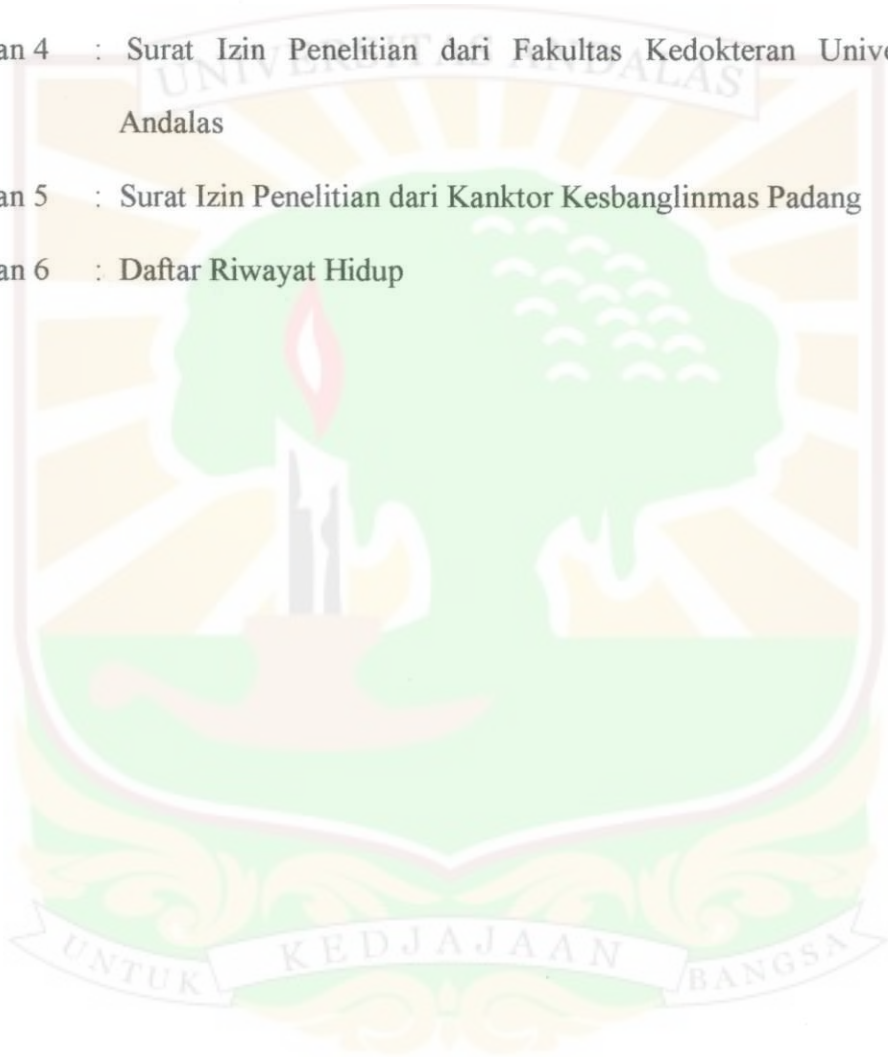 an 4 : Surat Izin Penelitian dari Fakultas Kedokteran Unive
UNIVERSITAS ANDALAS
Andalas
an 5 : Surat Izin Penelitian dari Kanktor Kesbanglinmas Padang
an 6 : Daftar Riwayat Hidup
UNTUK KEDJAJAAN BANGSA